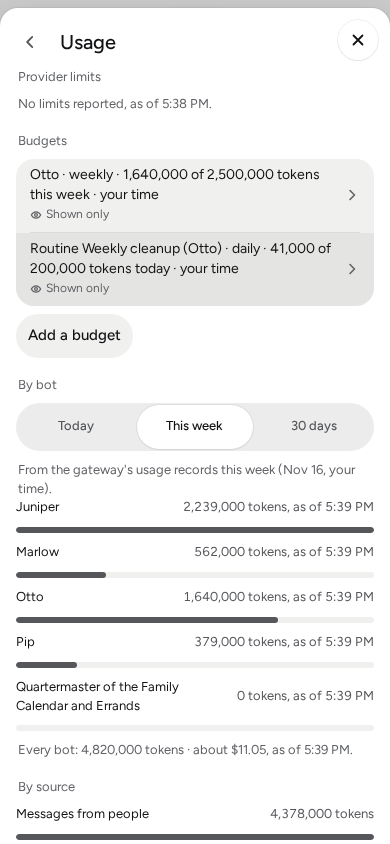 Usage
Provider limits
No limits reported, as of 5:38 PM.
Budgets
Otto · weekly · 1,640,000 of 2,500,000 tokens
this week · your time
Shown only
Routine Weekly cleanup (Otto) · daily · 41,000 of
200,000 tokens today · your time
Shown only
Add a budget
By bot
Today This week 30 days
From the gateway's usage records this week (Nov 16, your
time).
Juniper 2,239,000 tokens, as of 5:39 PM
Marlow 562,000 tokens, as of 5:39 PM
Otto 1,640,000 tokens, as of 5:39 PM
Pip 379,000 tokens, as of 5:39 PM
Quartermaster of the Family
Calendar and Errands 0 tokens, as of 5:39 PM
Every bot: 4,820,000 tokens · about $11.05, as of 5:39 PM.
By source
Messages from people 4,378,000 tokens